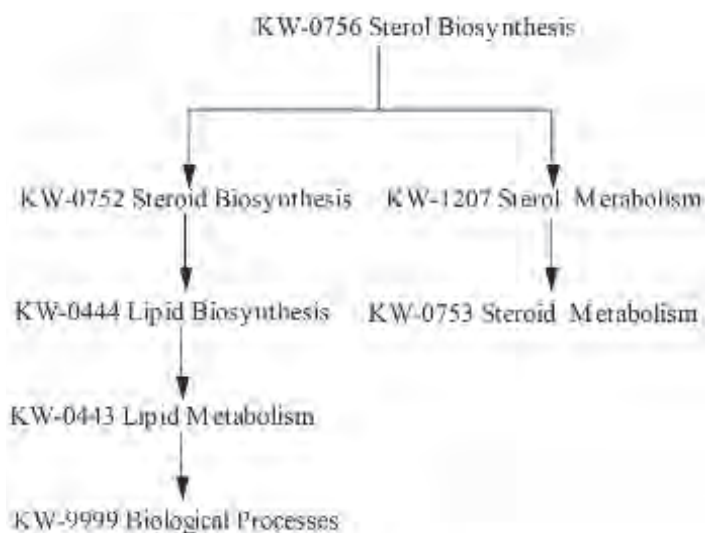 KW-0756 Sterol Biosynthesis
KW-0752 Steroid Biosynthesis
KW-1207 Sterol Metabolism
KW-0444 Lipid Biosynthesis
KW-0753 Steroid Metabolism
KW-0443 Lipid Metabolism
KW-9999 Biological Processes